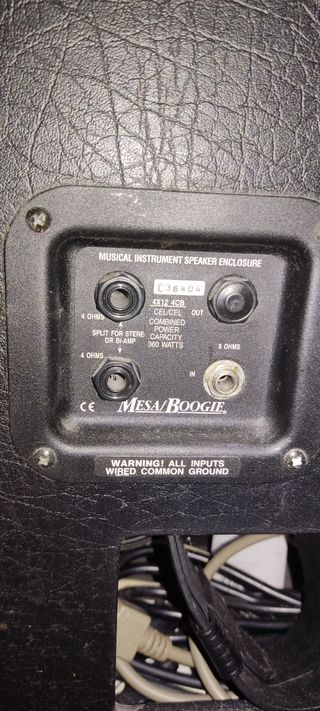 MUSICAL INSTRUMENT SPEAKER ENCLOSURE
C36404
4X12 4CB
4 OHMS
CEL/CEL
OUT
SPLIT FOR STEREO
OR BI-AMP
COMBINED
POWER
CAPACITY
360 WATTS
4 OHMS
8 OHMS
IN
CE
MESA/BOOGIE®
WARNING! ALL INPUTS
WIRED COMMON GROUND